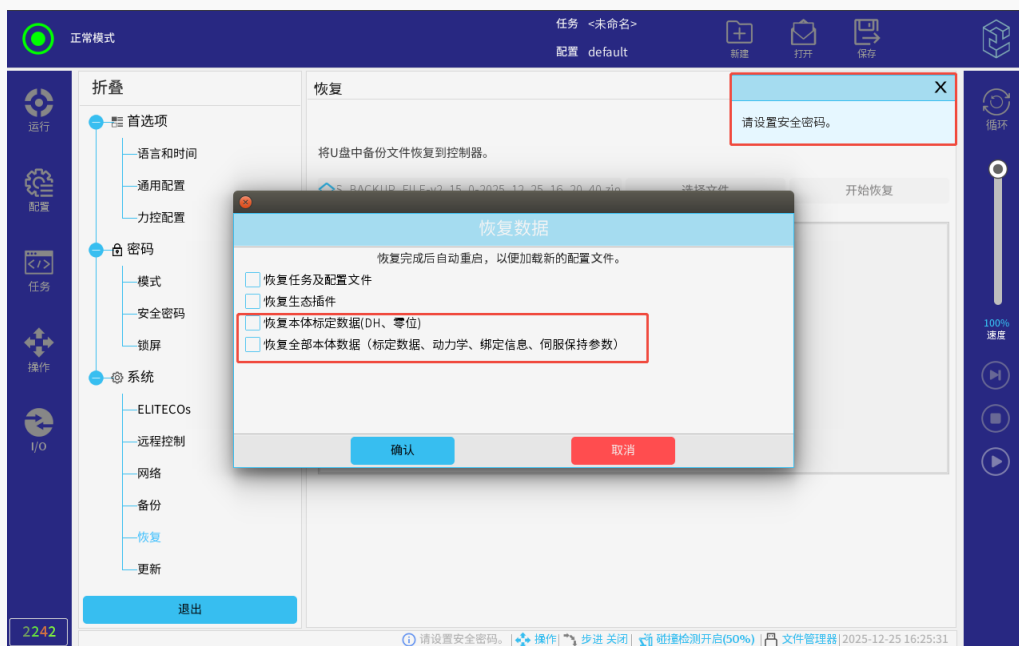 正常模式
任务 <未命名>
配置 default
新建
打开
保存
运行
配置
任务
操作
I/O
2242
折叠
首选项
语言和时间
通用配置
力控配置
密码
模式
安全密码
锁屏
系统
ELITECOs
远程控制
网络
备份
恢复
更新
退出
恢复
X
请设置安全密码。
将U盘中备份文件恢复到控制器。
选择文件
开始恢复
恢复数据
恢复完成后自动重启，以便加载新的配置文件。
恢复任务及配置文件
恢复生态插件
恢复本体标定数据(DH、零位)
恢复全部本体数据（标定数据、动力学、绑定信息、伺服保持参数）
确认
取消
循环
100%
速度
请设置安全密码。 | 操作 | 步进 关闭 | 碰撞检测开启(50%) | 文件管理器 | 2025-12-25 16:25:31